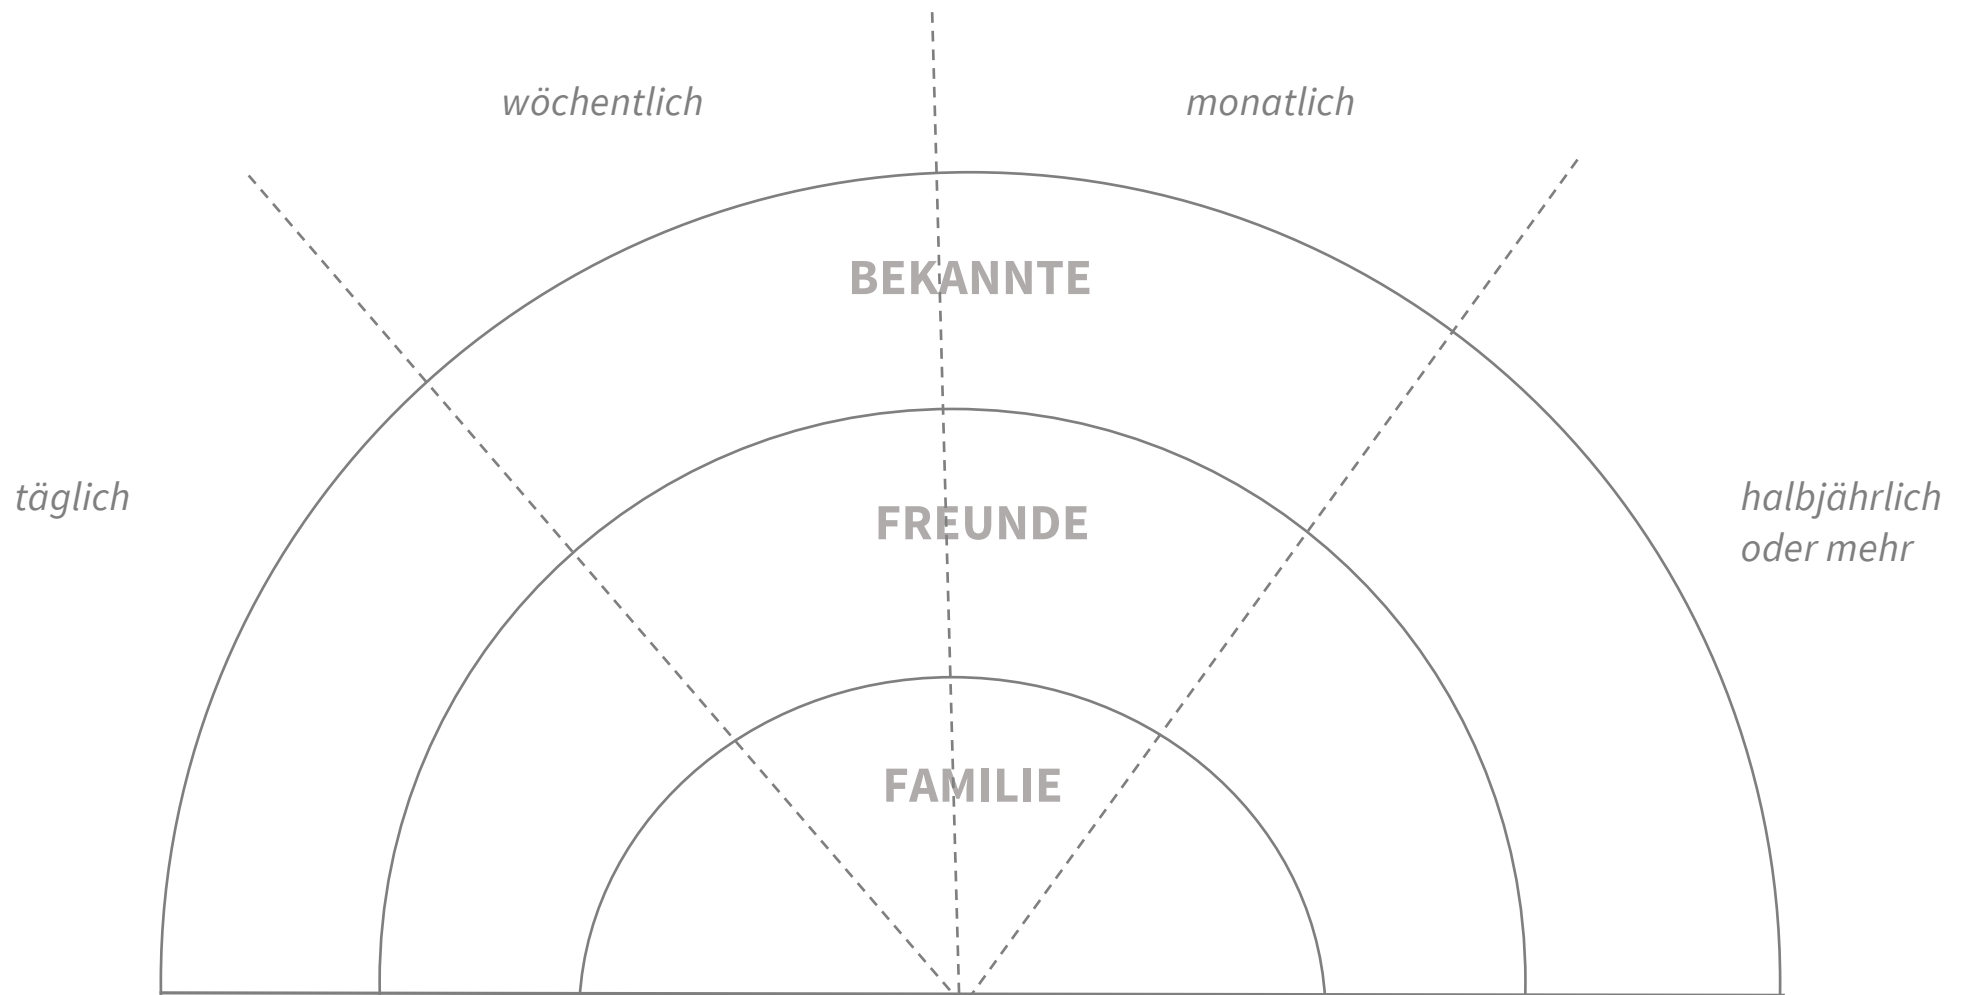 wöchentlich
monatlich
BEKANNTE
täglich
halbjährlich
oder mehr
FREUNDE
FAMILIE